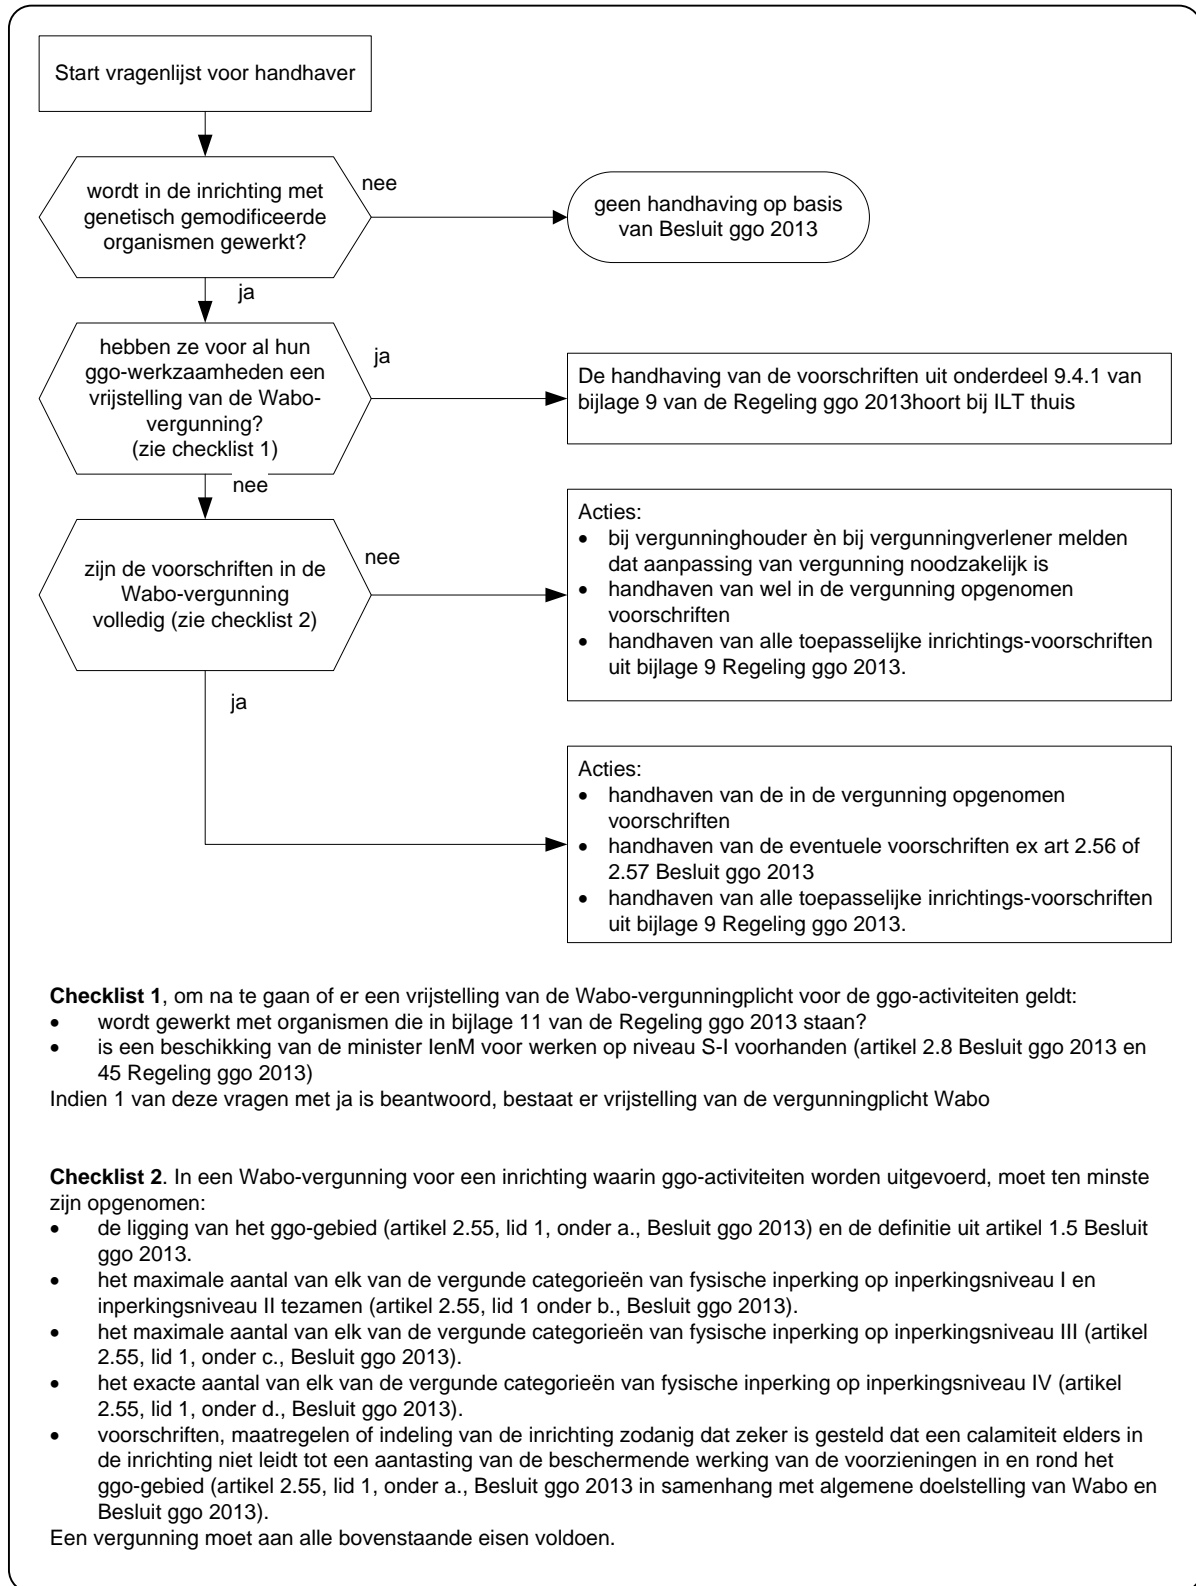 Start vragenlijst voor handhaver
wordt in de inrichting met
genetisch gemodificeerde
organismen gewerkt?
nee
geen handhaving op basis
van Besluit ggo 2013
ja
hebben ze voor al hun
ggo-werkzaamheden een
vrijstelling van de Wabo-
vergunning?
(zie checklist 1)
ja
De handhaving van de voorschriften uit onderdeel 9.4.1 van
bijlage 9 van de Regeling ggo 2013hoort bij ILT thuis
nee
zijn de voorschriften in de
Wabo-vergunning
volledig (zie checklist 2)
nee
Acties:
• bij vergunninghouder èn bij vergunningverlener melden
dat aanpassing van vergunning noodzakelijk is
• handhaven van wel in de vergunning opgenomen
voorschriften
• handhaven van alle toepasselijke inrichtings-voorschriften
uit bijlage 9 Regeling ggo 2013.
ja
Acties:
• handhaven van de in de vergunning opgenomen
voorschriften
• handhaven van de eventuele voorschriften ex art 2.56 of
2.57 Besluit ggo 2013
• handhaven van alle toepasselijke inrichtings-voorschriften
uit bijlage 9 Regeling ggo 2013.
Checklist 1, om na te gaan of er een vrijstelling van de Wabo-vergunningplicht voor de ggo-activiteiten geldt:
• wordt gewerkt met organismen die in bijlage 11 van de Regeling ggo 2013 staan?
• is een beschikking van de minister IenM voor werken op niveau S-I voorhanden (artikel 2.8 Besluit ggo 2013 en
45 Regeling ggo 2013)
Indien 1 van deze vragen met ja is beantwoord, bestaat er vrijstelling van de vergunningplicht Wabo
Checklist 2. In een Wabo-vergunning voor een inrichting waarin ggo-activiteiten worden uitgevoerd, moet ten minste
zijn opgenomen:
• de ligging van het ggo-gebied (artikel 2.55, lid 1, onder a., Besluit ggo 2013) en de definitie uit artikel 1.5 Besluit
ggo 2013.
• het maximale aantal van elk van de vergunde categorieën van fysische inperking op inperkingsniveau I en
inperkingsniveau II tezamen (artikel 2.55, lid 1 onder b., Besluit ggo 2013).
• het maximale aantal van elk van de vergunde categorieën van fysische inperking op inperkingsniveau III (artikel
2.55, lid 1, onder c., Besluit ggo 2013).
• het exacte aantal van elk van de vergunde categorieën van fysische inperking op inperkingsniveau IV (artikel
2.55, lid 1, onder d., Besluit ggo 2013).
• voorschriften, maatregelen of indeling van de inrichting zodanig dat zeker is gesteld dat een calamiteit elders in
de inrichting niet leidt tot een aantasting van de beschermende werking van de voorzieningen in en rond het
ggo-gebied (artikel 2.55, lid 1, onder a., Besluit ggo 2013 in samenhang met algemene doelstelling van Wabo en
Besluit ggo 2013).
Een vergunning moet aan alle bovenstaande eisen voldoen.